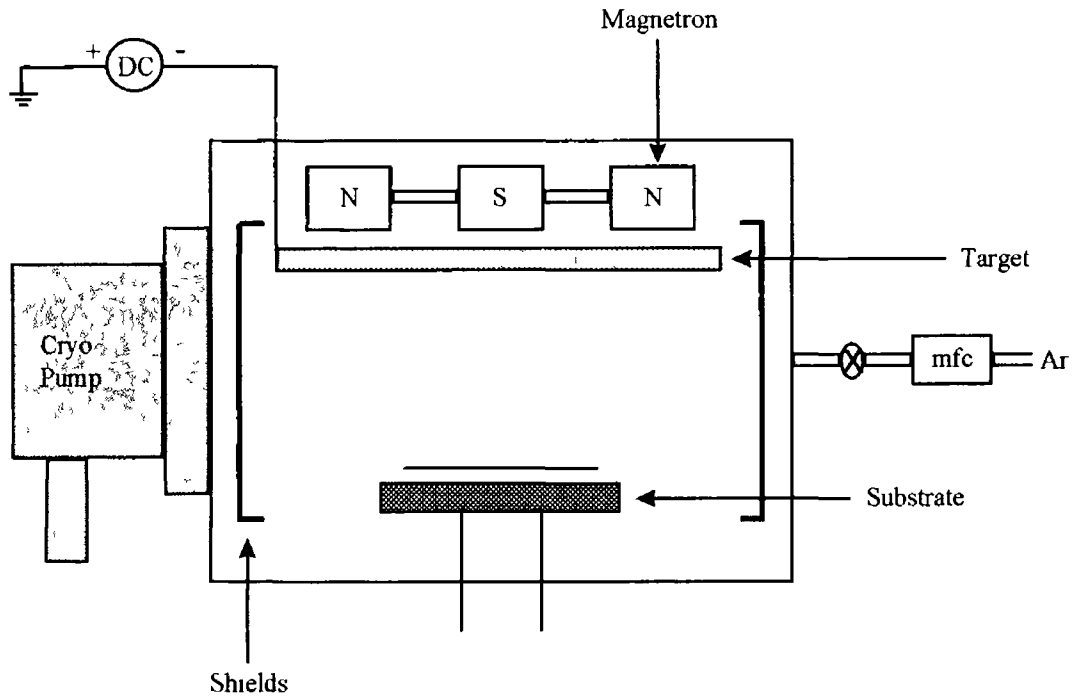 Magnetron
+ DC -
N S N
Target
Cryo
Pump
mfc Ar
Substrate
Shields